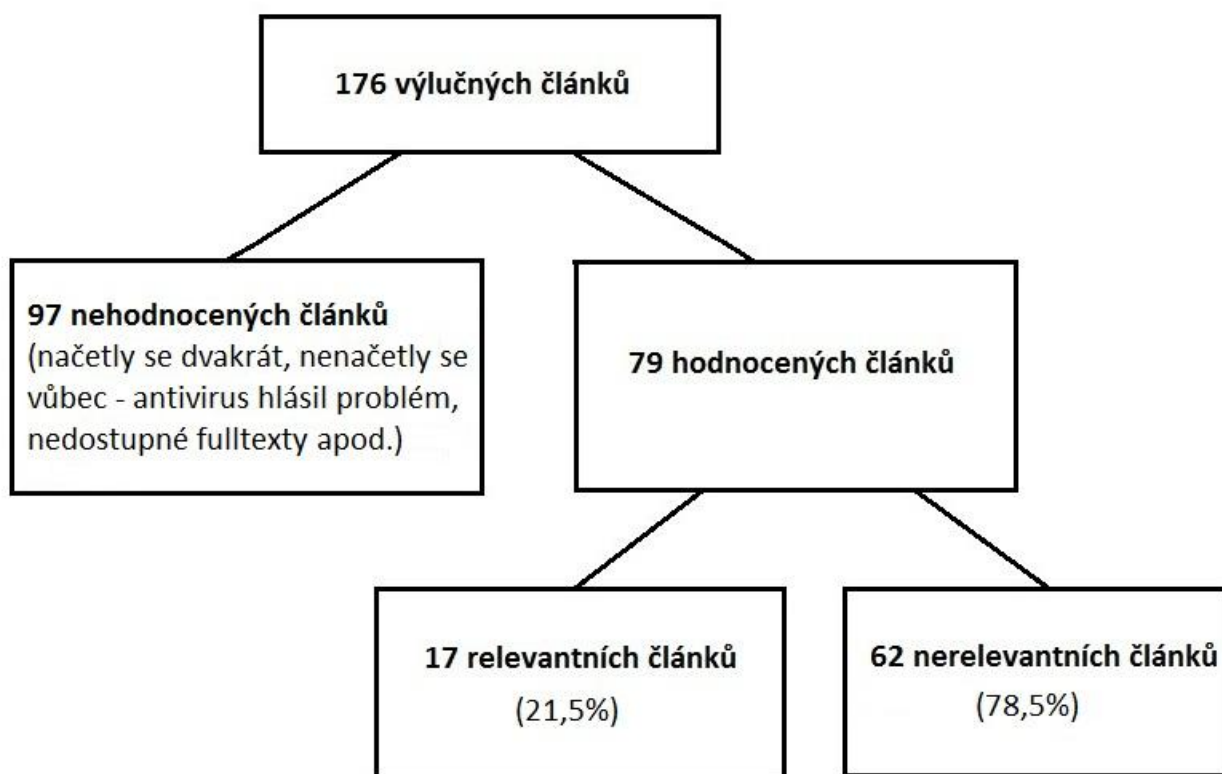 176 výlučných článků
97 nehodnocených článků
(načetly se dvakrát, nenačetly se
vůbec - antivirus hlásil problém,
nedostupné fulltexty apod.)
79 hodnocených článků
17 relevantních článků
(21,5%)
62 nerelevantních článků
(78,5%)